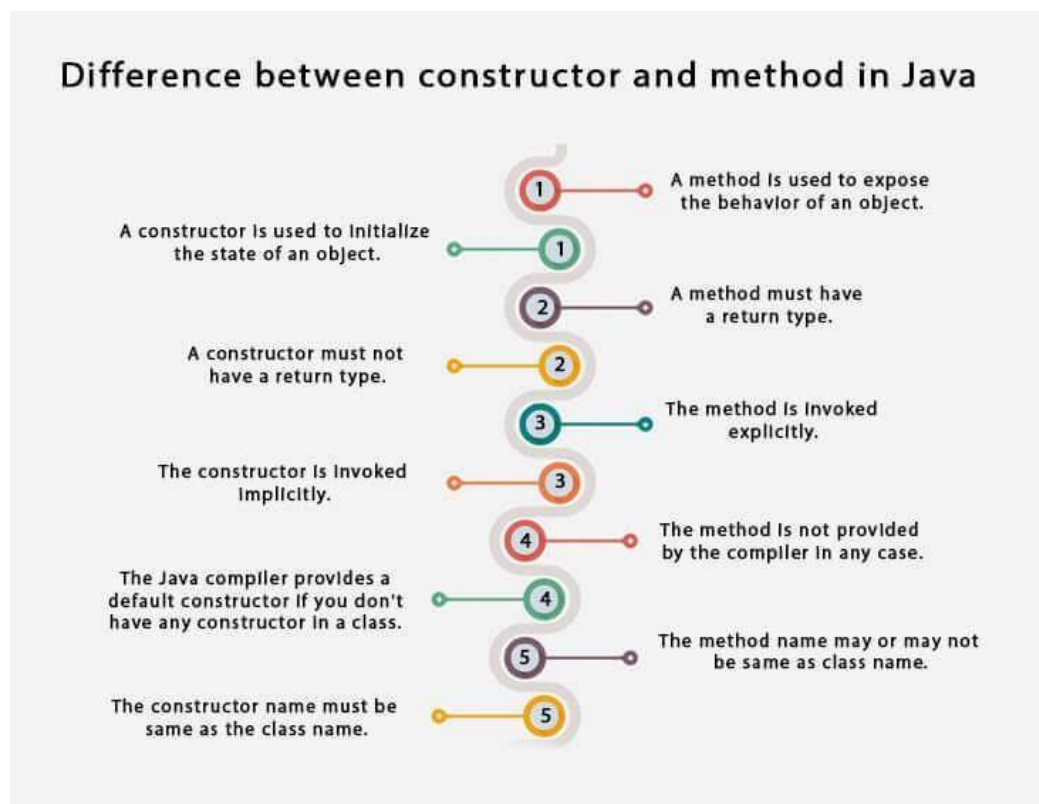 Difference between constructor and method in Java
1
A method is used to expose
the behavior of an object.
A constructor is used to initialize
the state of an object.
1
2
A method must have
a return type.
A constructor must not
have a return type.
2
3
The method is invoked
explicitly.
The constructor is invoked
implicitly.
3
4
The method is not provided
by the compiler in any case.
The Java compiler provides a
default constructor if you don't
have any constructor in a class.
4
5
The method name may or may not
be same as class name.
The constructor name must be
same as the class name.
5